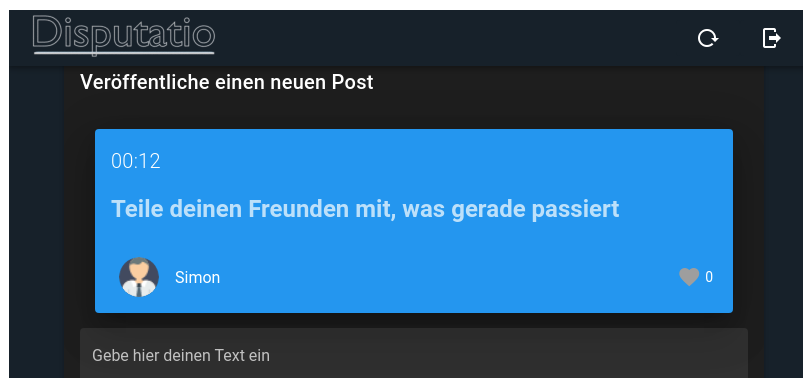 Disputatio
Veröffentliche einen neuen Post
00:12
Teile deinen Freunden mit, was gerade passiert
Simon
0
Gebe hier deinen Text ein